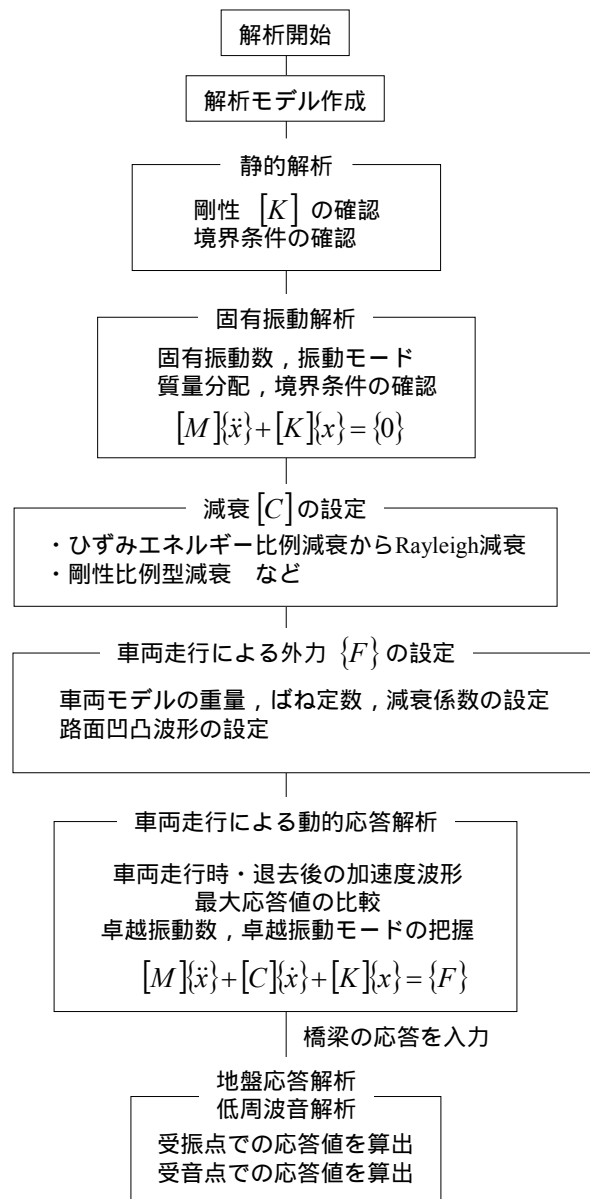 解析開始
解析モデル作成
静的解析
剛性 [K] の確認
境界条件の確認
固有振動解析
固有振動数，振動モード
質量分配，境界条件の確認
[M]{ẍ}+[K]{x}={0}
減衰[C]の設定
・ひずみエネルギー比例減衰からRayleigh減衰
・剛性比例型減衰　など
車両走行による外力 {F} の設定
車両モデルの重量，ばね定数，減衰係数の設定
路面凹凸波形の設定
車両走行による動的応答解析
車両走行時・退去後の加速度波形
最大応答値の比較
卓越振動数，卓越振動モードの把握
[M]{ẍ}+[C]{ẋ}+[K]{x}={F}
橋梁の応答を入力
地盤応答解析
低周波音解析
受振点での応答値を算出
受音点での応答値を算出